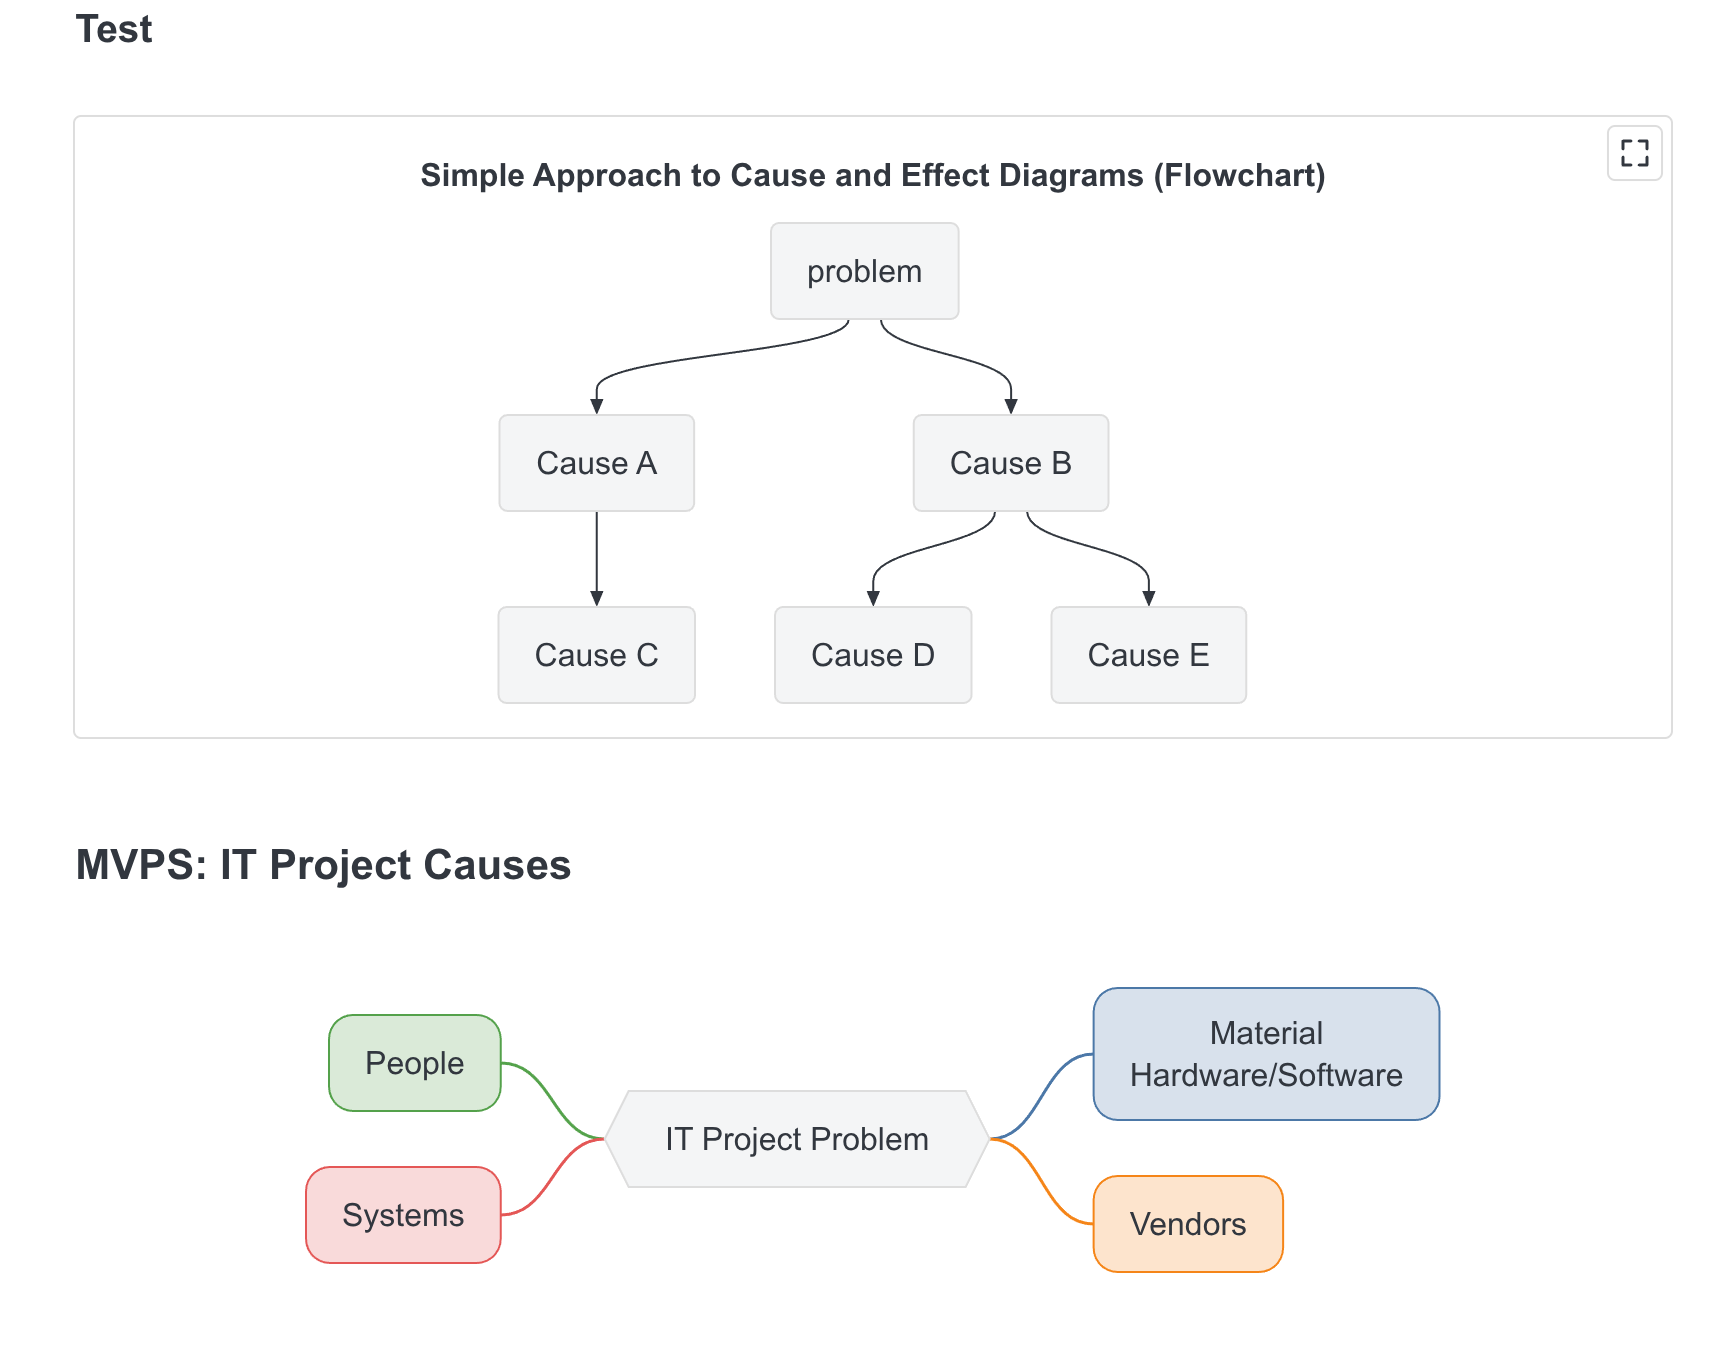 Test
Simple Approach to Cause and Effect Diagrams (Flowchart)
problem
Cause A
Cause B
Cause C
Cause D
Cause E
MVPS: IT Project Causes
People
Systems
IT Project Problem
Material
Hardware/Software
Vendors